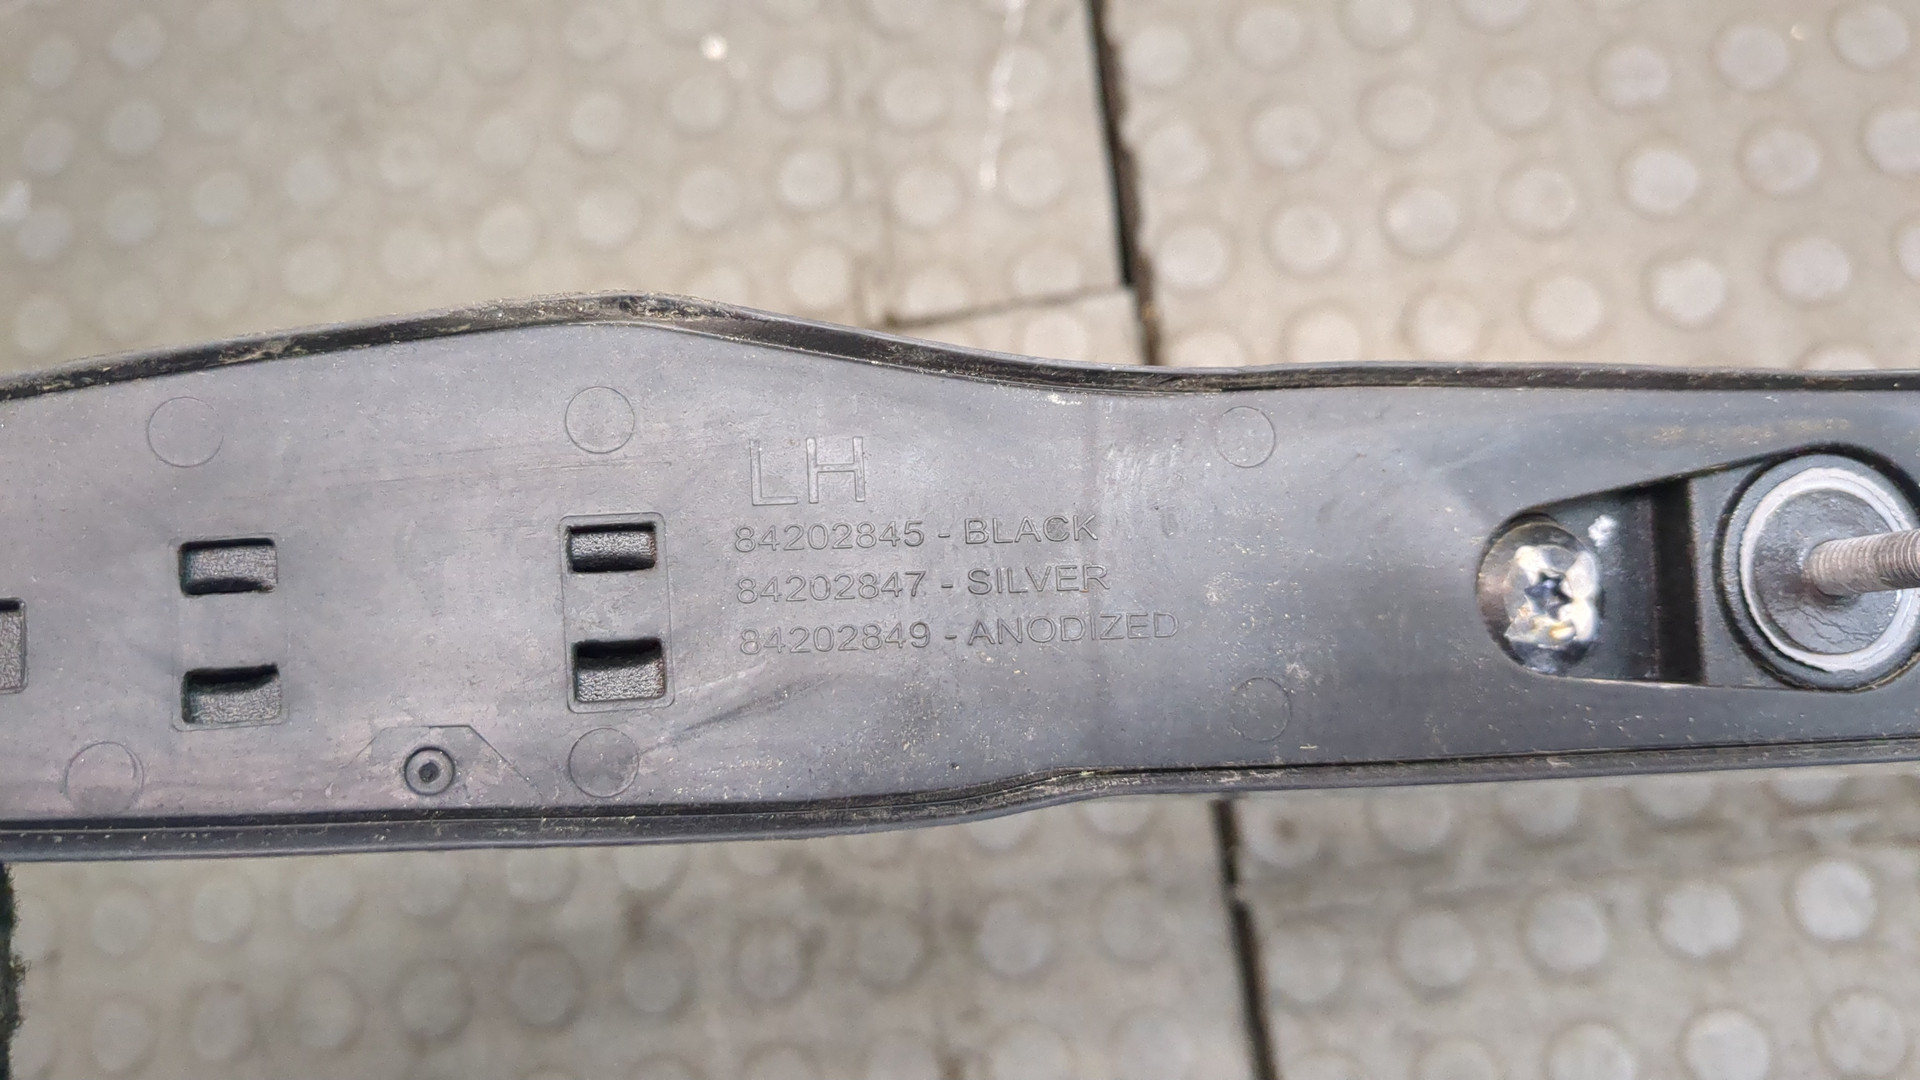 LH
84202845 - BLACK
84202847 - SILVER
84202849 - ANODIZED